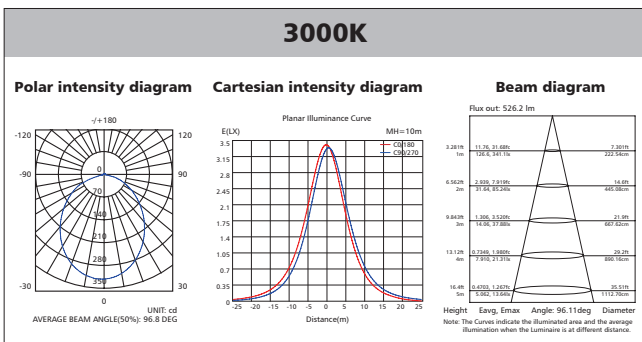 3000K
Polar intensity diagram
-/+180
-120
120
-90
90
0
70
140
210
280
350
-30
30
0
UNIT: cd
AVERAGE BEAM ANGLE(50%): 96.8 DEG
Cartesian intensity diagram
Planar Illuminance Curve
E(LX)
MH=10m
C0/180
C90/270
3.5
3.15
2.8
2.45
2.1
1.75
1.4
1.05
0.7
0.35
0
-25 -20 -15 -10 -5 0 5 10 15 20 25
Distance(m)
Beam diagram
Flux out: 526.2 lm
3.281ft 11.76, 31.68fc 7.301ft
1m 126.6, 341.1lx 222.54cm
6.562ft 2.939, 7.919fc 14.6ft
2m 31.64, 85.24lx 445.08cm
9.843ft 1.306, 3.520fc 21.9ft
3m 14.06, 37.88lx 667.62cm
13.12ft 0.7349, 1.980fc 29.2ft
4m 7.910, 21.31lx 890.16cm
16.4ft 0.4703, 1.267fc 35.51ft
5m 5.062, 13.64lx 1112.70cm
Height Eavg, Emax Angle: 96.11deg Diameter
Note: The Curves indicate the illuminated area and the average
illumination when the Luminaire is at different distance.